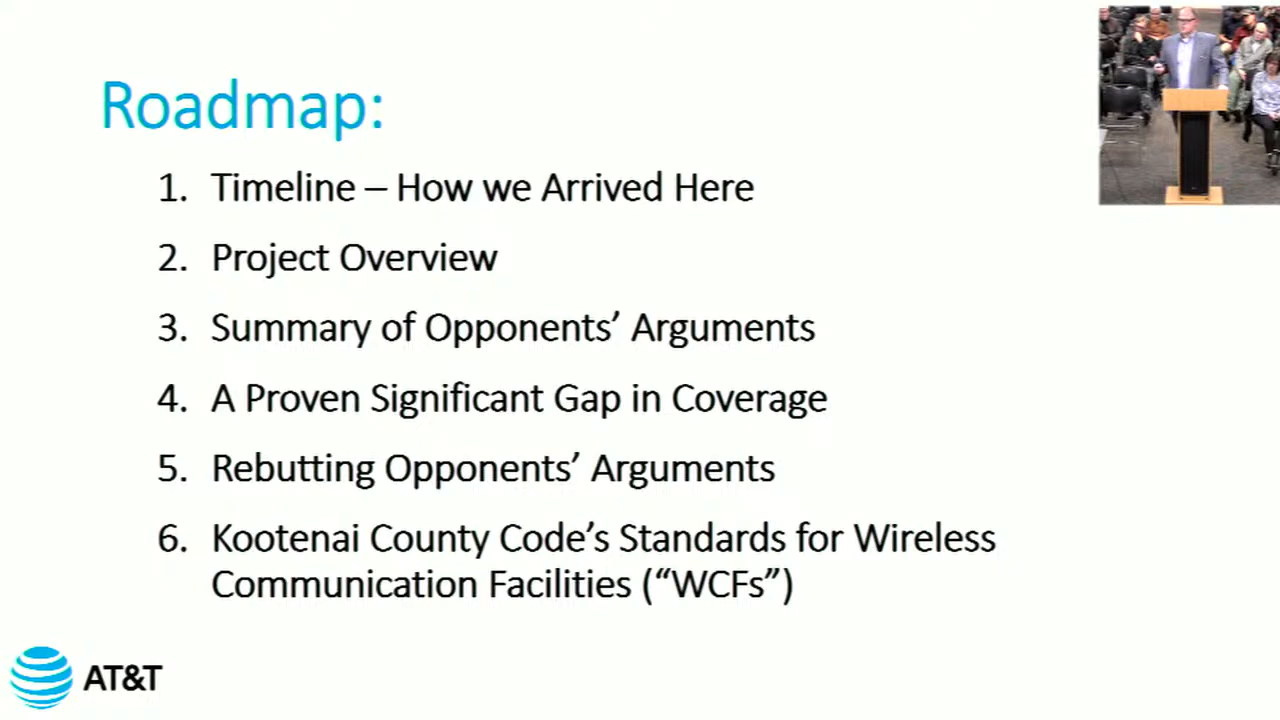 Roadmap:
1. Timeline – How we Arrived Here
2. Project Overview
3. Summary of Opponents’ Arguments
4. A Proven Significant Gap in Coverage
5. Rebutting Opponents’ Arguments
6. Kootenai County Code’s Standards for Wireless
Communication Facilities (“WCFs”)
AT&T